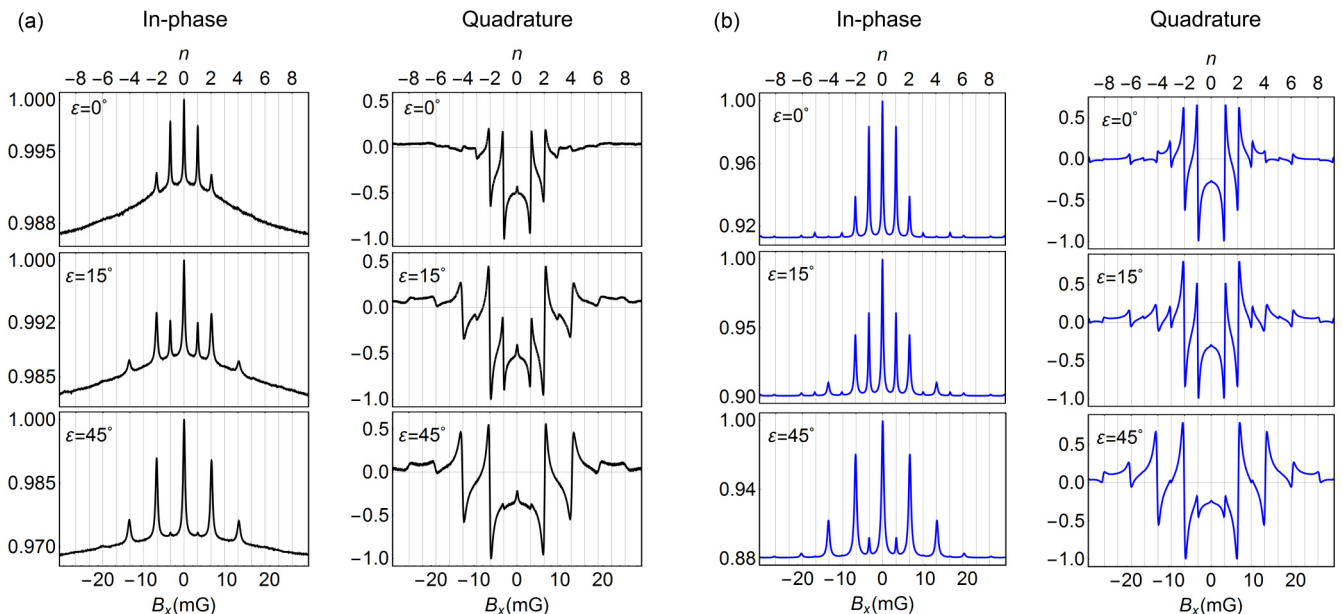 (a) In-phase Quadrature (b) In-phase Quadrature
n n n n
−8 −6 −4 −2 0 2 4 6 8 −8 −6 −4 −2 0 2 4 6 8 −8 −6 −4 −2 0 2 4 6 8 −8 −6 −4 −2 0 2 4 6 8
ε=0° ε=0° ε=0° ε=0°
1.000 0.5 1.00 0.5
0.995 0.0 0.96 0.0
0.988 −0.5 0.92 −0.5
−1.0 −1.0
ε=15° ε=15° ε=15° ε=15°
1.000 0.5 1.00 0.5
0.992 0.0 0.95 0.0
0.985 −0.5 0.90 −0.5
−1.0 −1.0
ε=45° ε=45° ε=45° ε=45°
1.000 0.5 1.00 0.5
0.985 0.0 0.94 0.0
0.970 −0.5 0.88 −0.5
−1.0 −1.0
−20 −10 0 10 20 −20 −10 0 10 20 −20 −10 0 10 20 −20 −10 0 10 20
Bx(mG) Bx(mG) Bx(mG) Bx(mG)